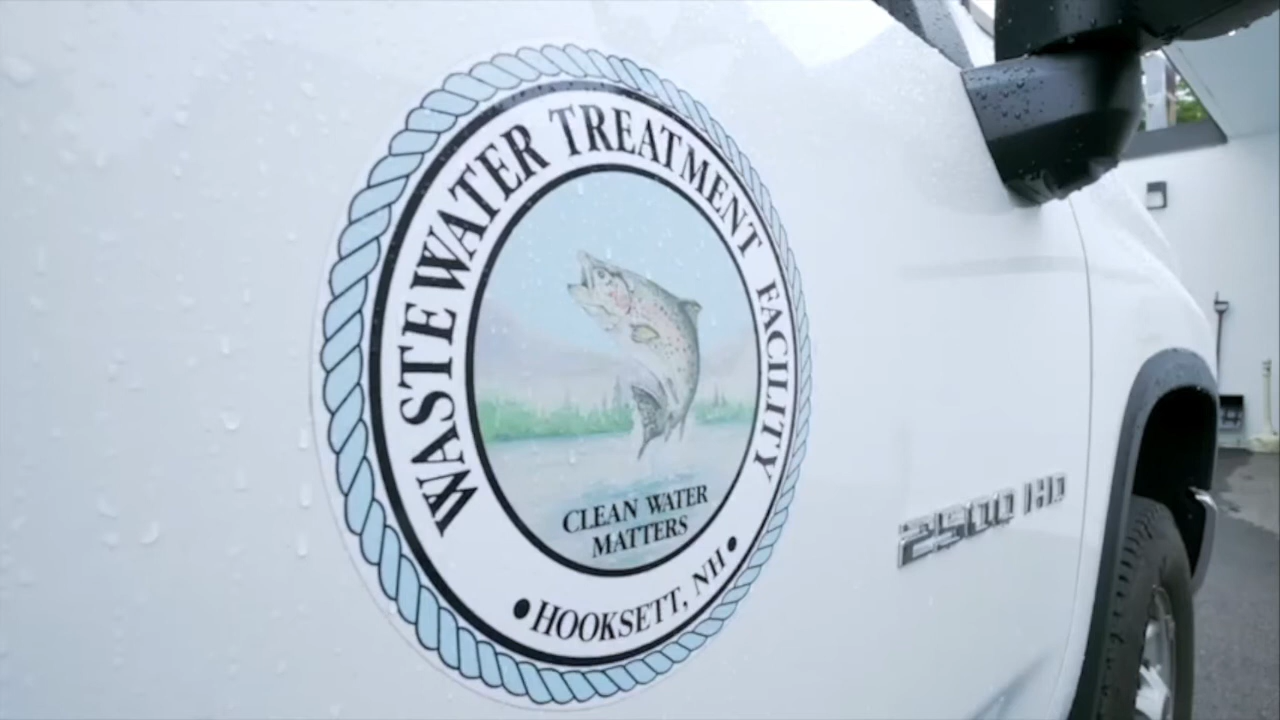 WASTEWATER TREATMENT FACILITY
CLEAN WATER
MATTERS
• HOOKSETT, NH •
2500 HD